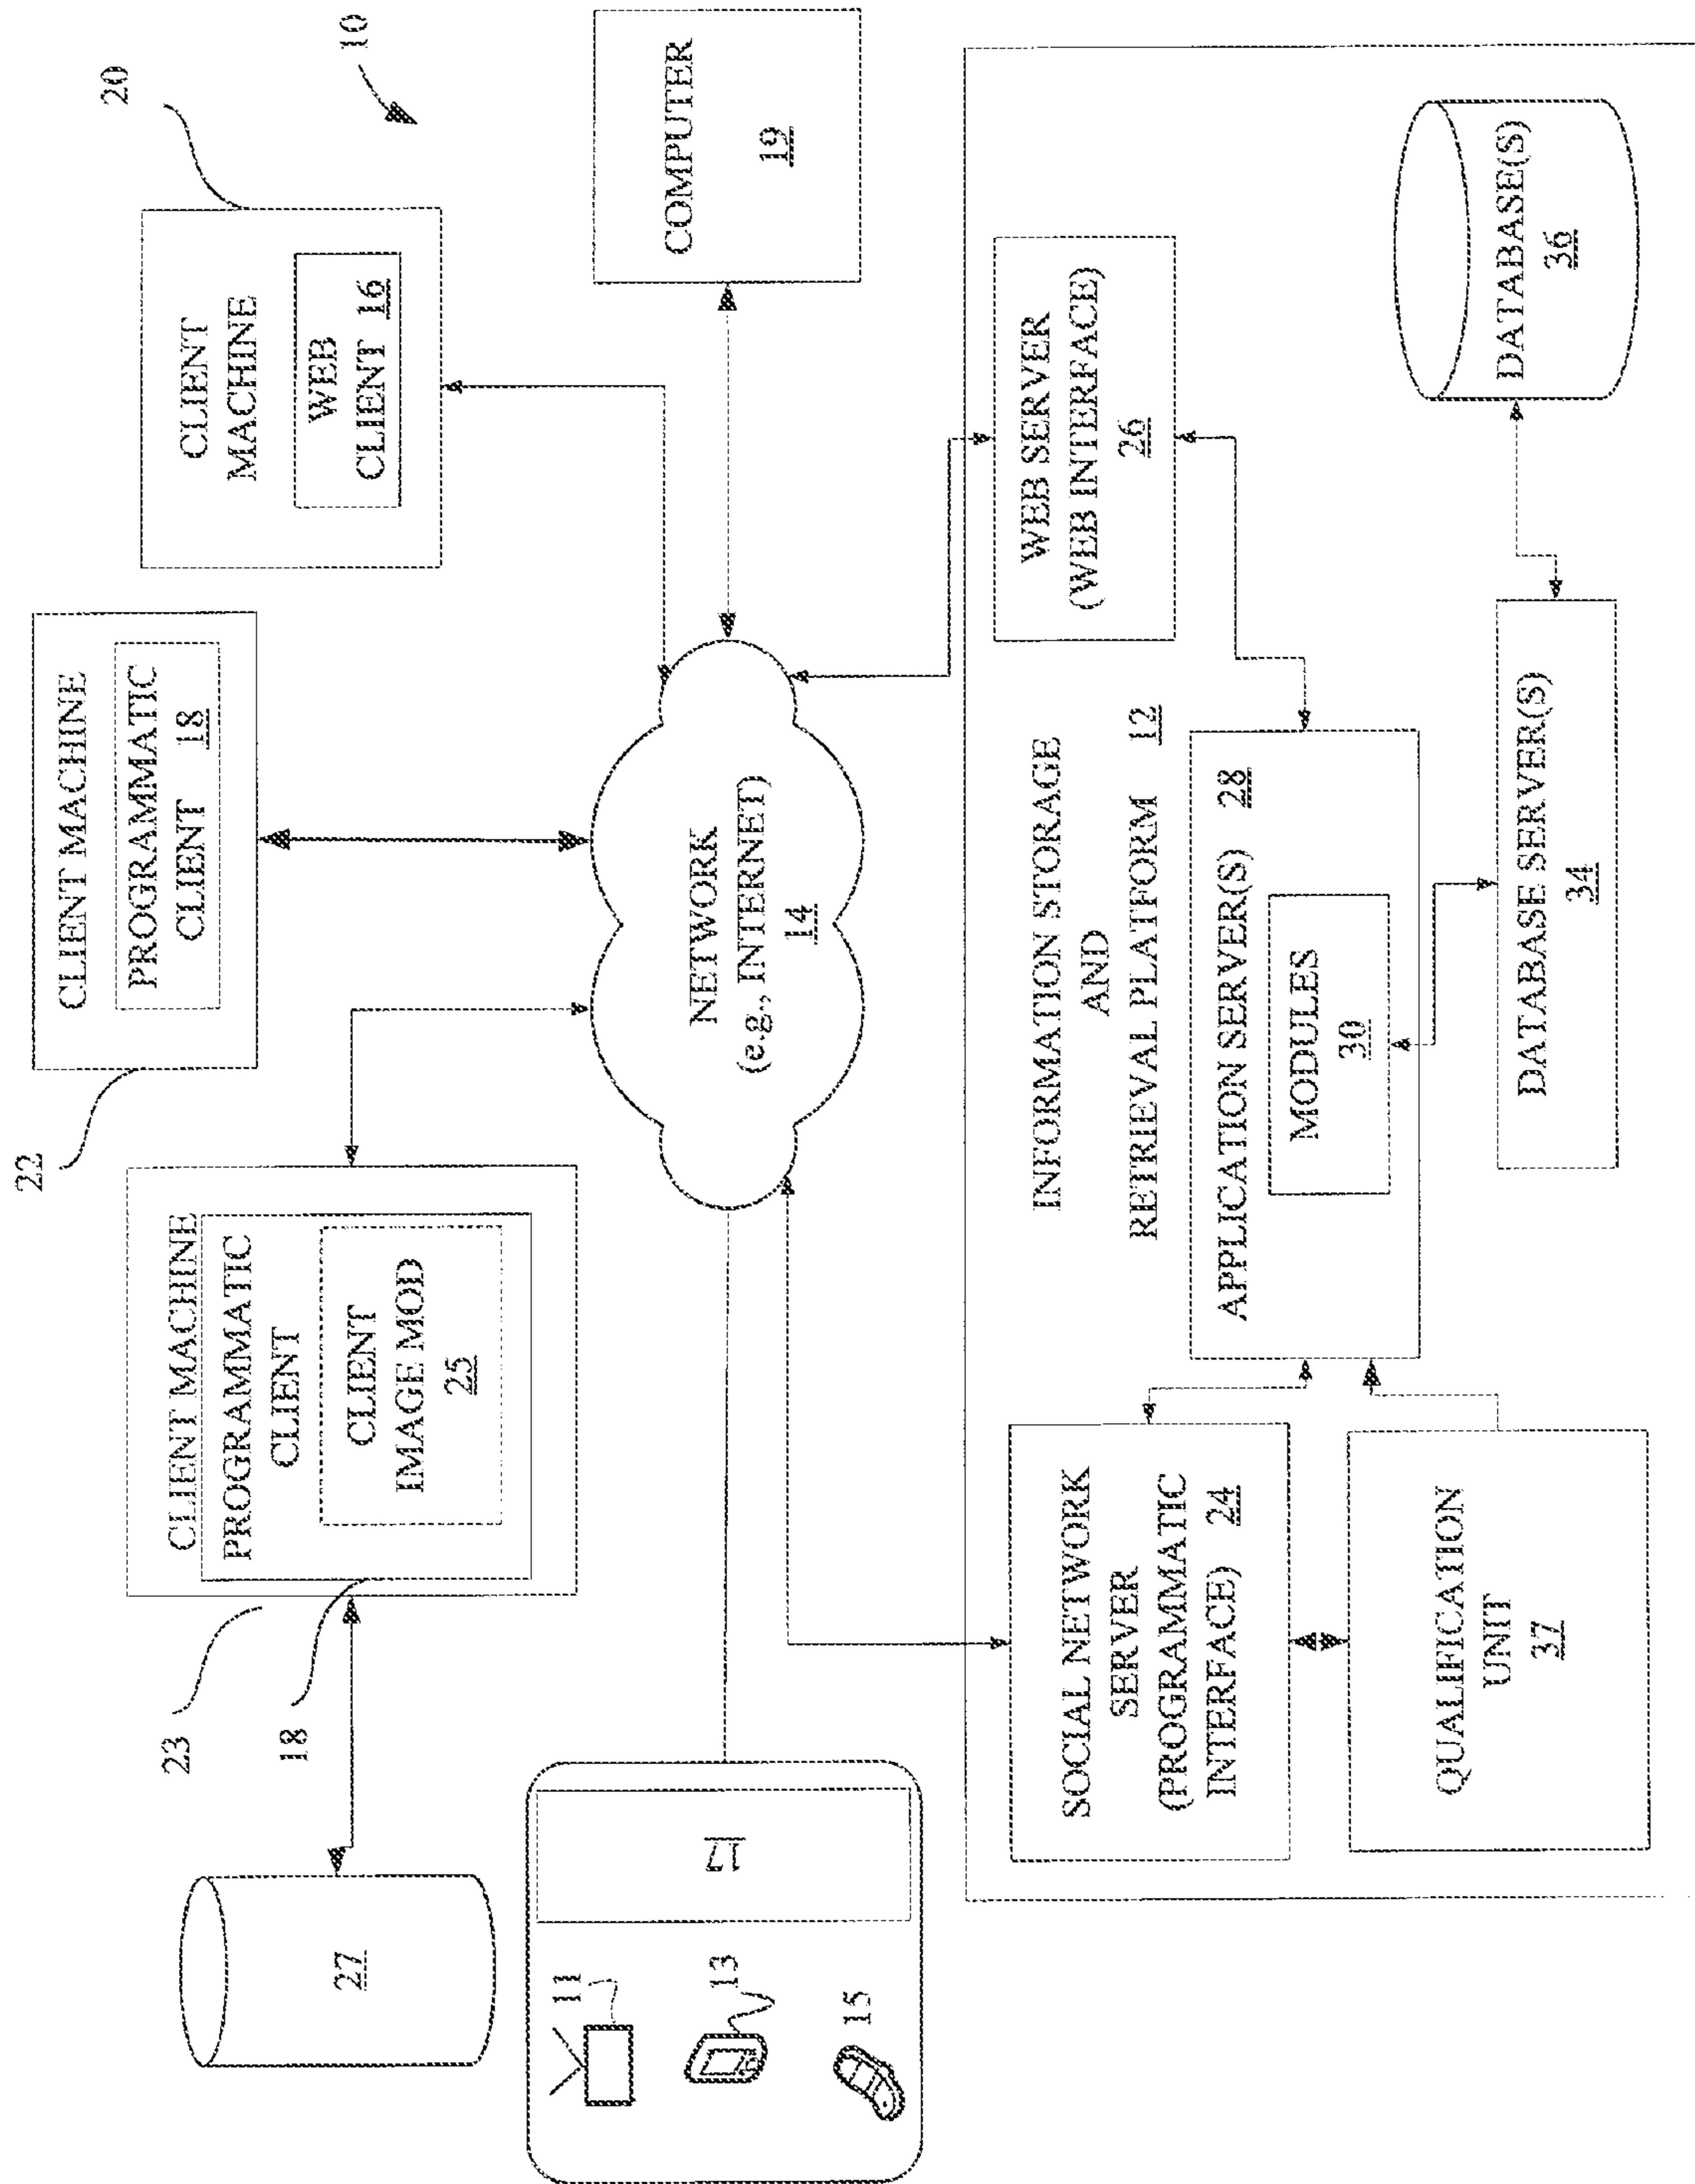 10
20
22
23
18
27
CLIENT MACHINE
PROGRAMMATIC
CLIENT
CLIENT
IMAGE MOD
25
CLIENT MACHINE
PROGRAMMATIC
CLIENT 18
CLIENT
MACHINE
WEB
CLIENT 16
11
13
15
17
NETWORK
(e.g., INTERNET)
14
COMPUTER
19
INFORMATION STORAGE
AND
RETRIEVAL PLATFORM 12
SOCIAL NETWORK
SERVER
(PROGRAMMATIC
INTERFACE) 24
WEB SERVER
(WEB INTERFACE)
26
APPLICATION SERVER(S) 28
MODULES
30
QUALIFICATION
UNIT
37
DATABASE SERVER(S)
34
DATABASE(S)
36